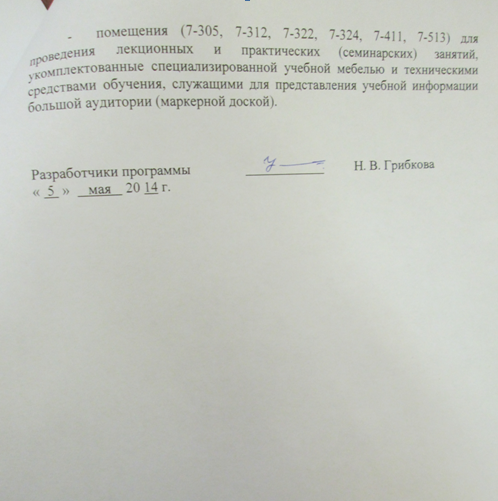 - помещения (7-305, 7-312, 7-322, 7-324, 7-411, 7-513) для
проведения лекционных и практических (семинарских) занятий,
укомплектованные специализированной учебной мебелью и техническими
средствами обучения, служащими для представления учебной информации
большой аудитории (маркерной доской).
Разработчики программы Н. В. Грибкова
« 5 » мая 20 14 г.